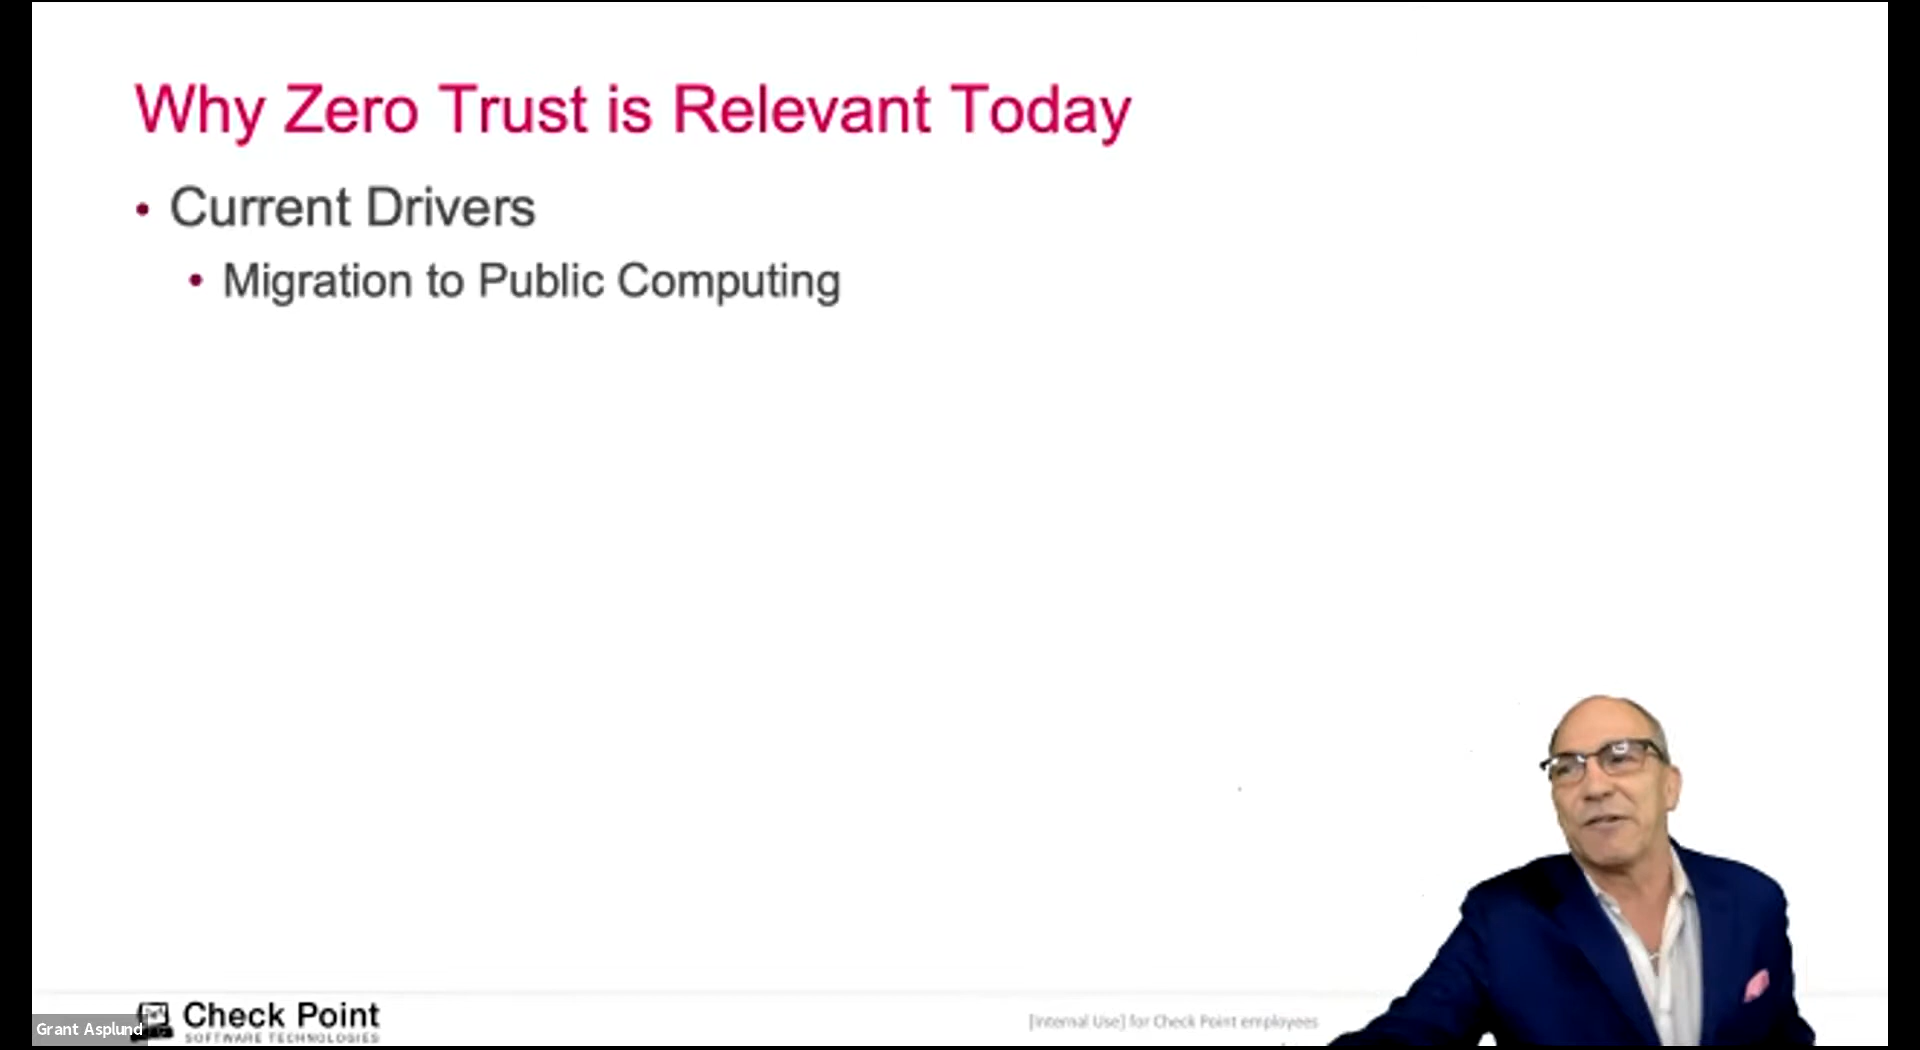 Why Zero Trust is Relevant Today
• Current Drivers
• Migration to Public Computing
Check Point
SOFTWARE TECHNOLOGIES
Grant Asplund
[Internal Use] for Check Point employees